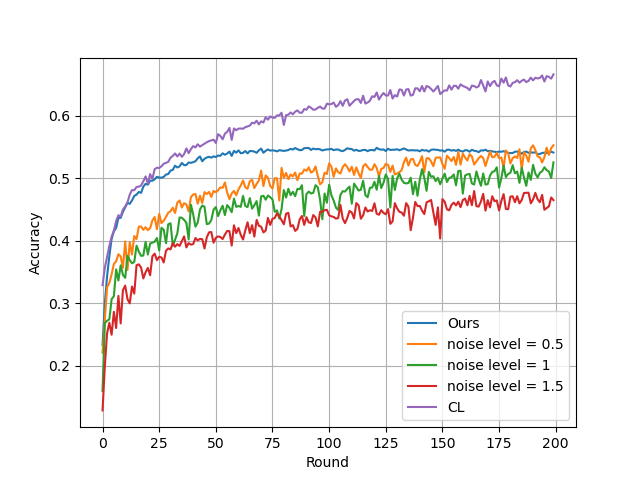 0.6
0.5
0.4
0.3
0.2
Accuracy
0
25
50
75
100
125
150
175
200
Round
Ours
noise level = 0.5
noise level = 1
noise level = 1.5
CL